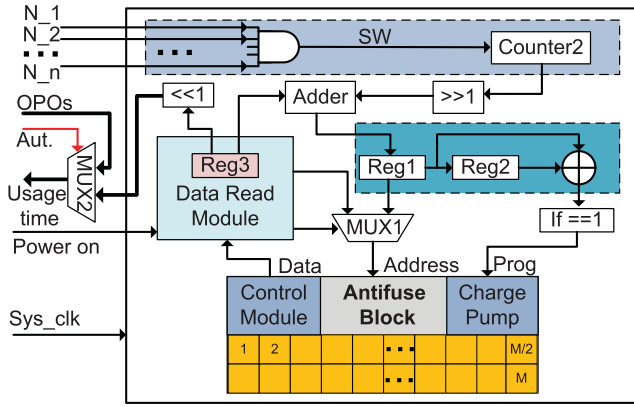 N_1
N_2
...
N_n
...
SW
Counter2
OPOs
<<1
Adder
>>1
Aut.
MUX2
Reg3
Data Read
Module
Reg1
Reg2
Usage
time
Power on
MUX1
If ==1
Data
Address
Prog
Control
Module
Antifuse
Block
Charge
Pump
Sys_clk
1 2 ... M/2
... M